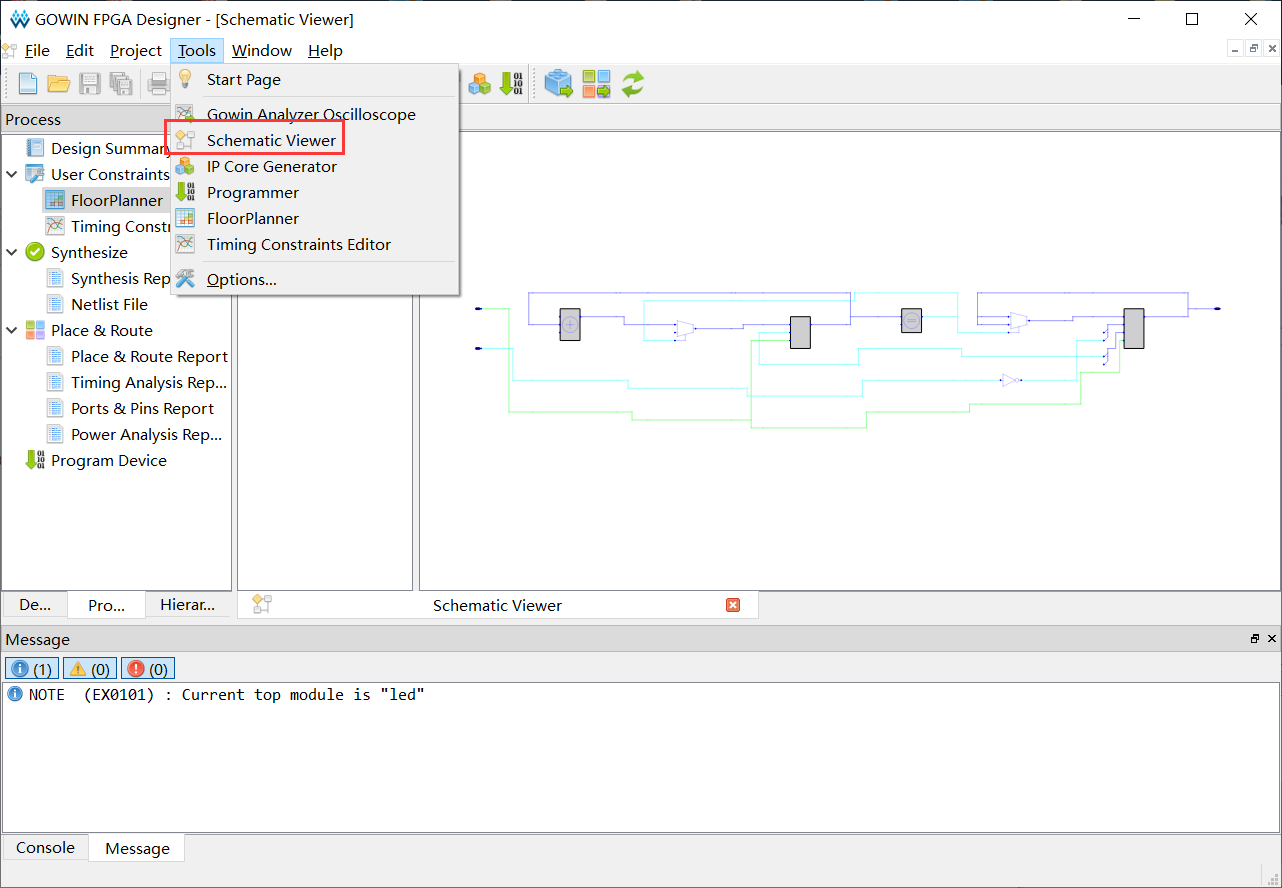 GOWIN FPGA Designer - [Schematic Viewer]
File Edit Project Tools Window Help
Start Page
Gowin Analyzer Oscilloscope
Schematic Viewer
IP Core Generator
Programmer
FloorPlanner
Timing Constraints Editor
Options...
Process
Design Summary
User Constraints
FloorPlanner
Timing Constr
Synthesize
Synthesis Rep
Netlist File
Place & Route
Place & Route Report
Timing Analysis Rep...
Ports & Pins Report
Power Analysis Rep...
Program Device
De... Pro... Hierar...
Schematic Viewer
Message
(1) (0) (0)
NOTE (EX0101) : Current top module is "led"
Console Message